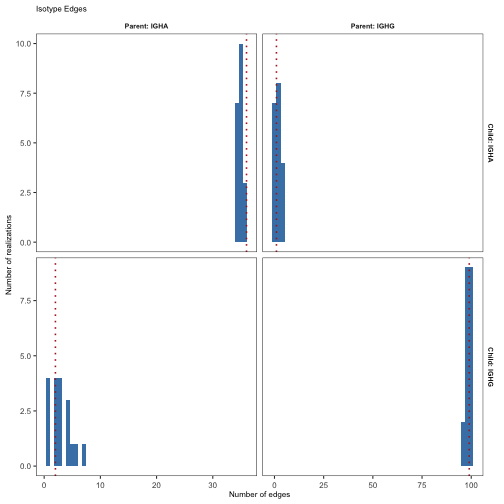 Isotype Edges
Parent: IGHA
Parent: IGHG
10.0
7.5
5.0
2.5
0.0
Child: IGHA
7.5
5.0
2.5
0.0
Child: IGHG
Number of realizations
0
10
20
30
0
25
50
75
100
Number of edges